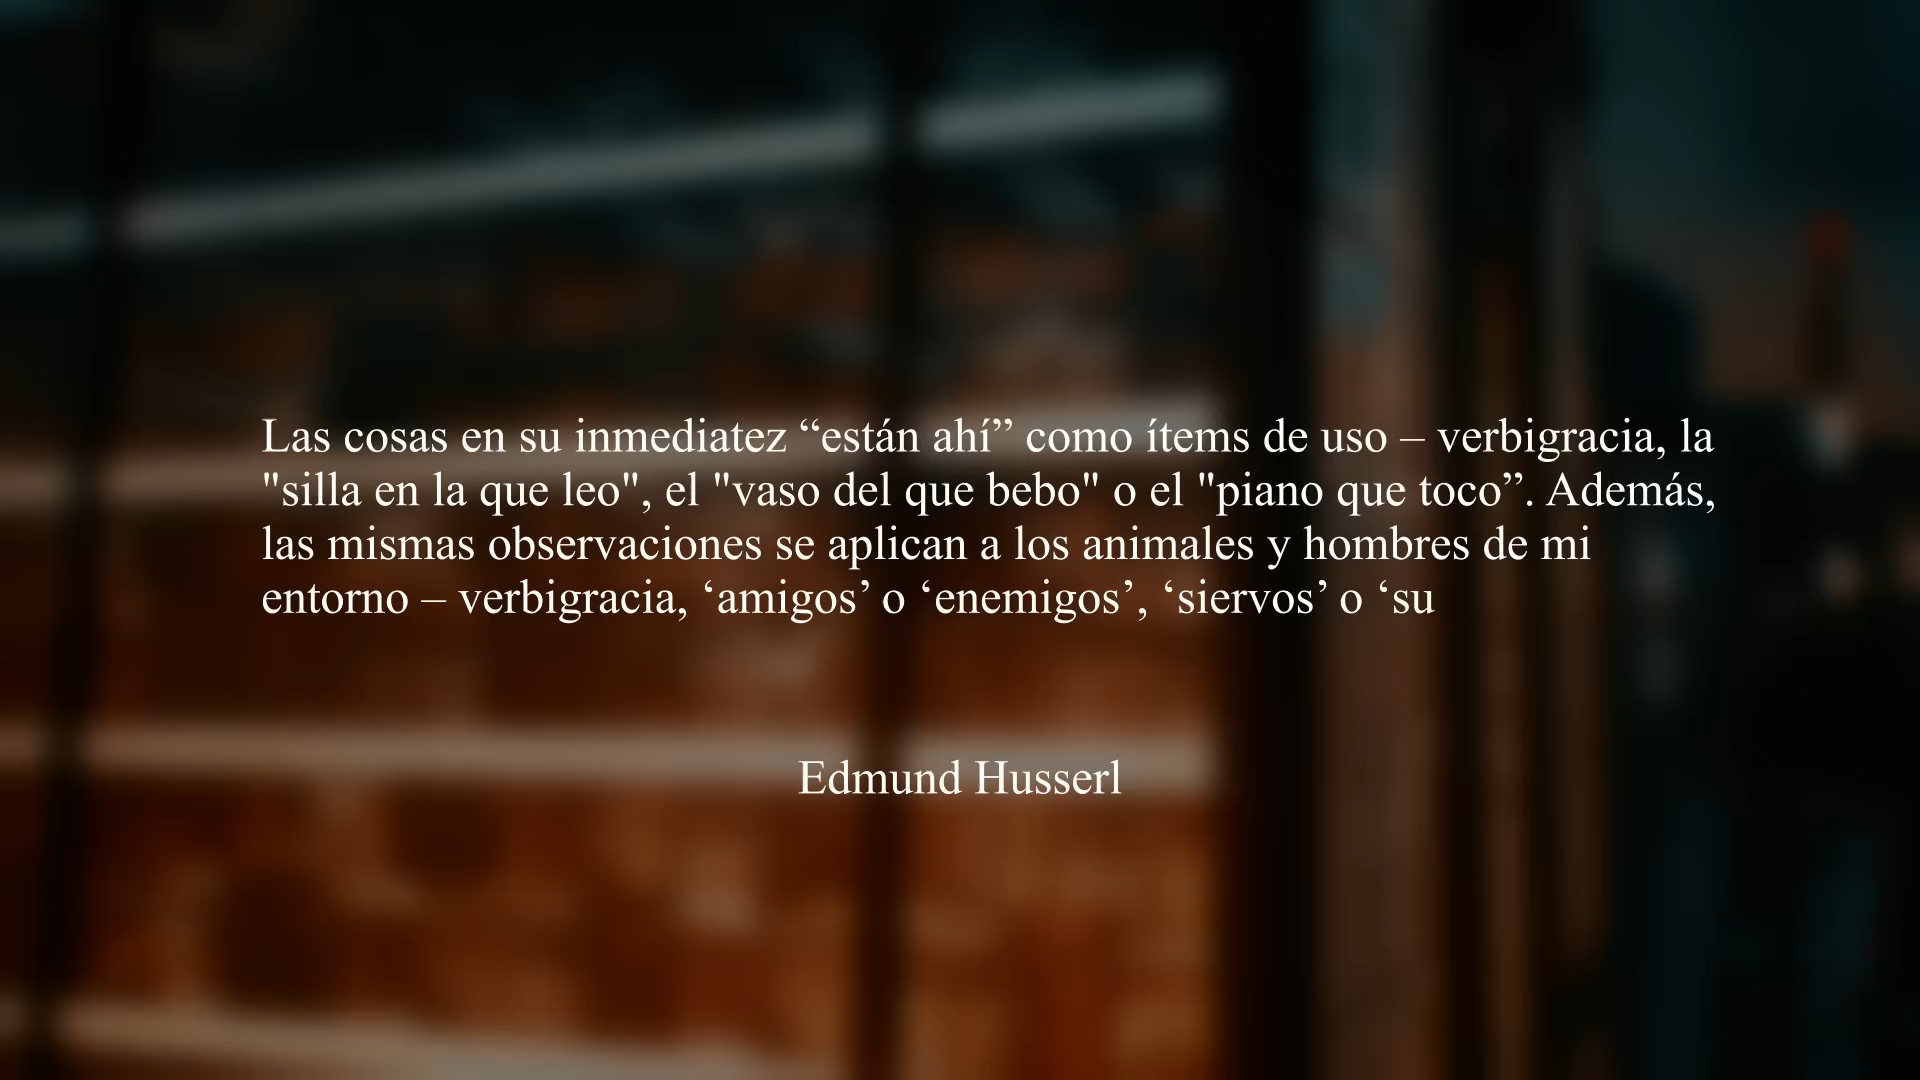 Las cosas en su inmediatez “están ahí” como ítems de uso – verbigracia, la
"silla en la que leo", el "vaso del que bebo" o el "piano que toco”. Además,
las mismas observaciones se aplican a los animales y hombres de mi
entorno – verbigracia, ‘amigos’ o ‘enemigos’, ‘siervos’ o ‘su
Edmund Husserl